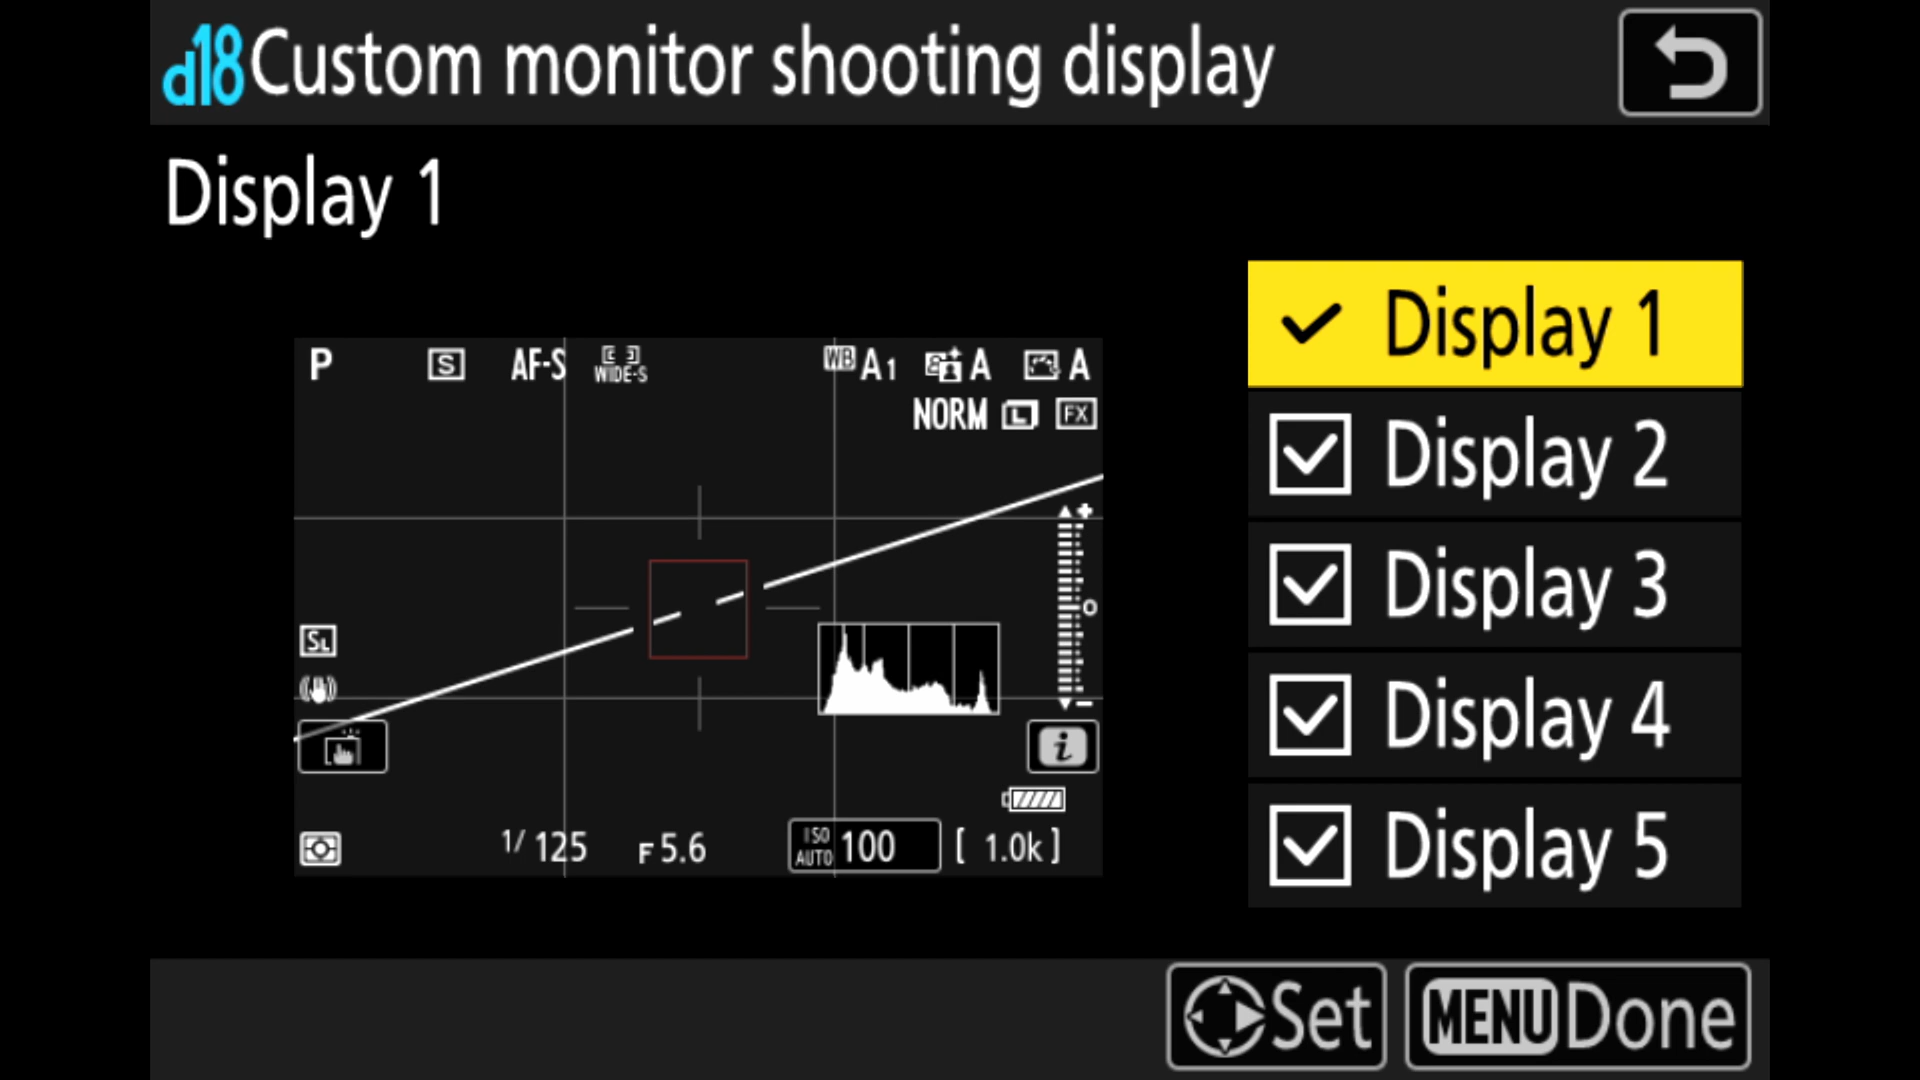 d18 Custom monitor shooting display
Display 1
P S AF-S WIDE-S WB A1 A A
NORM L FX
SL
i
1/125 F5.6 ISO AUTO 100 [ 1.0k]
Display 1
Display 2
Display 3
Display 4
Display 5
Set MENU Done